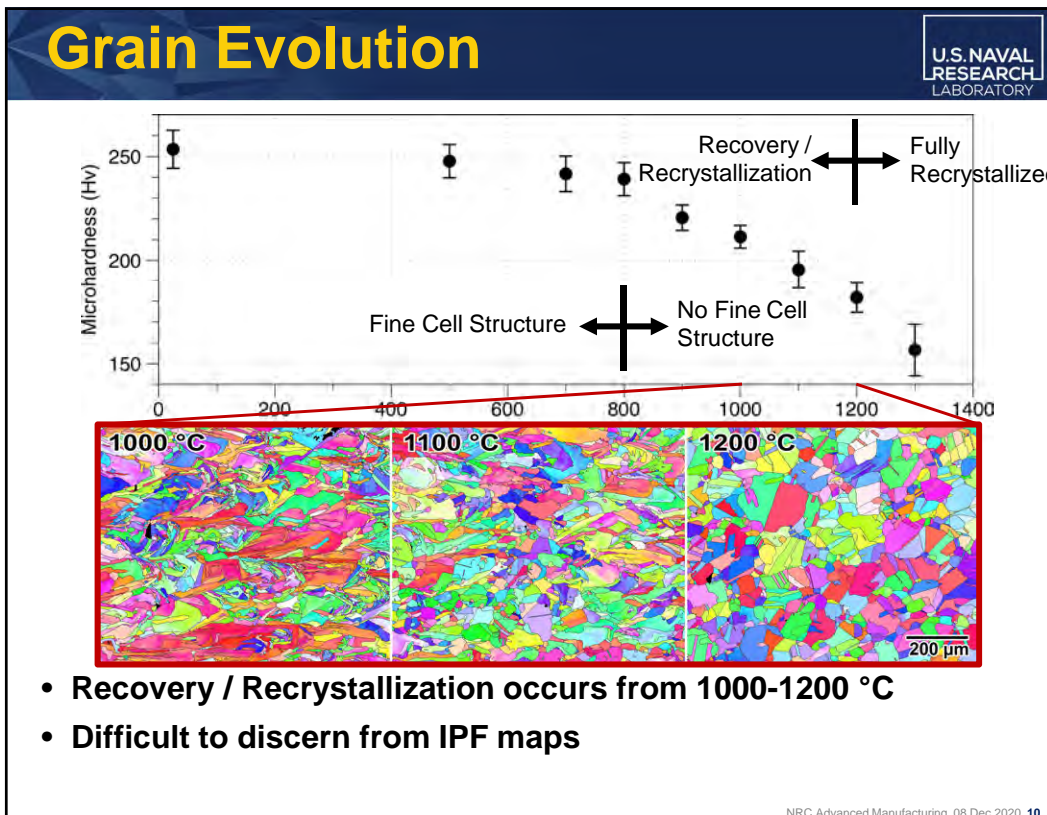 Grain Evolution
U.S. NAVAL
RESEARCH
LABORATORY
Microhardness (Hv)
250
200
150
Recovery /
Recrystallization
Fully
Recrystallized
Fine Cell Structure
No Fine Cell
Structure
0 200 400 600 800 1000 1200 1400
1000 °C
1100 °C
1200 °C
200 µm
• Recovery / Recrystallization occurs from 1000-1200 °C
• Difficult to discern from IPF maps
NRC Advanced Manufacturing, 08 Dec 2020 10